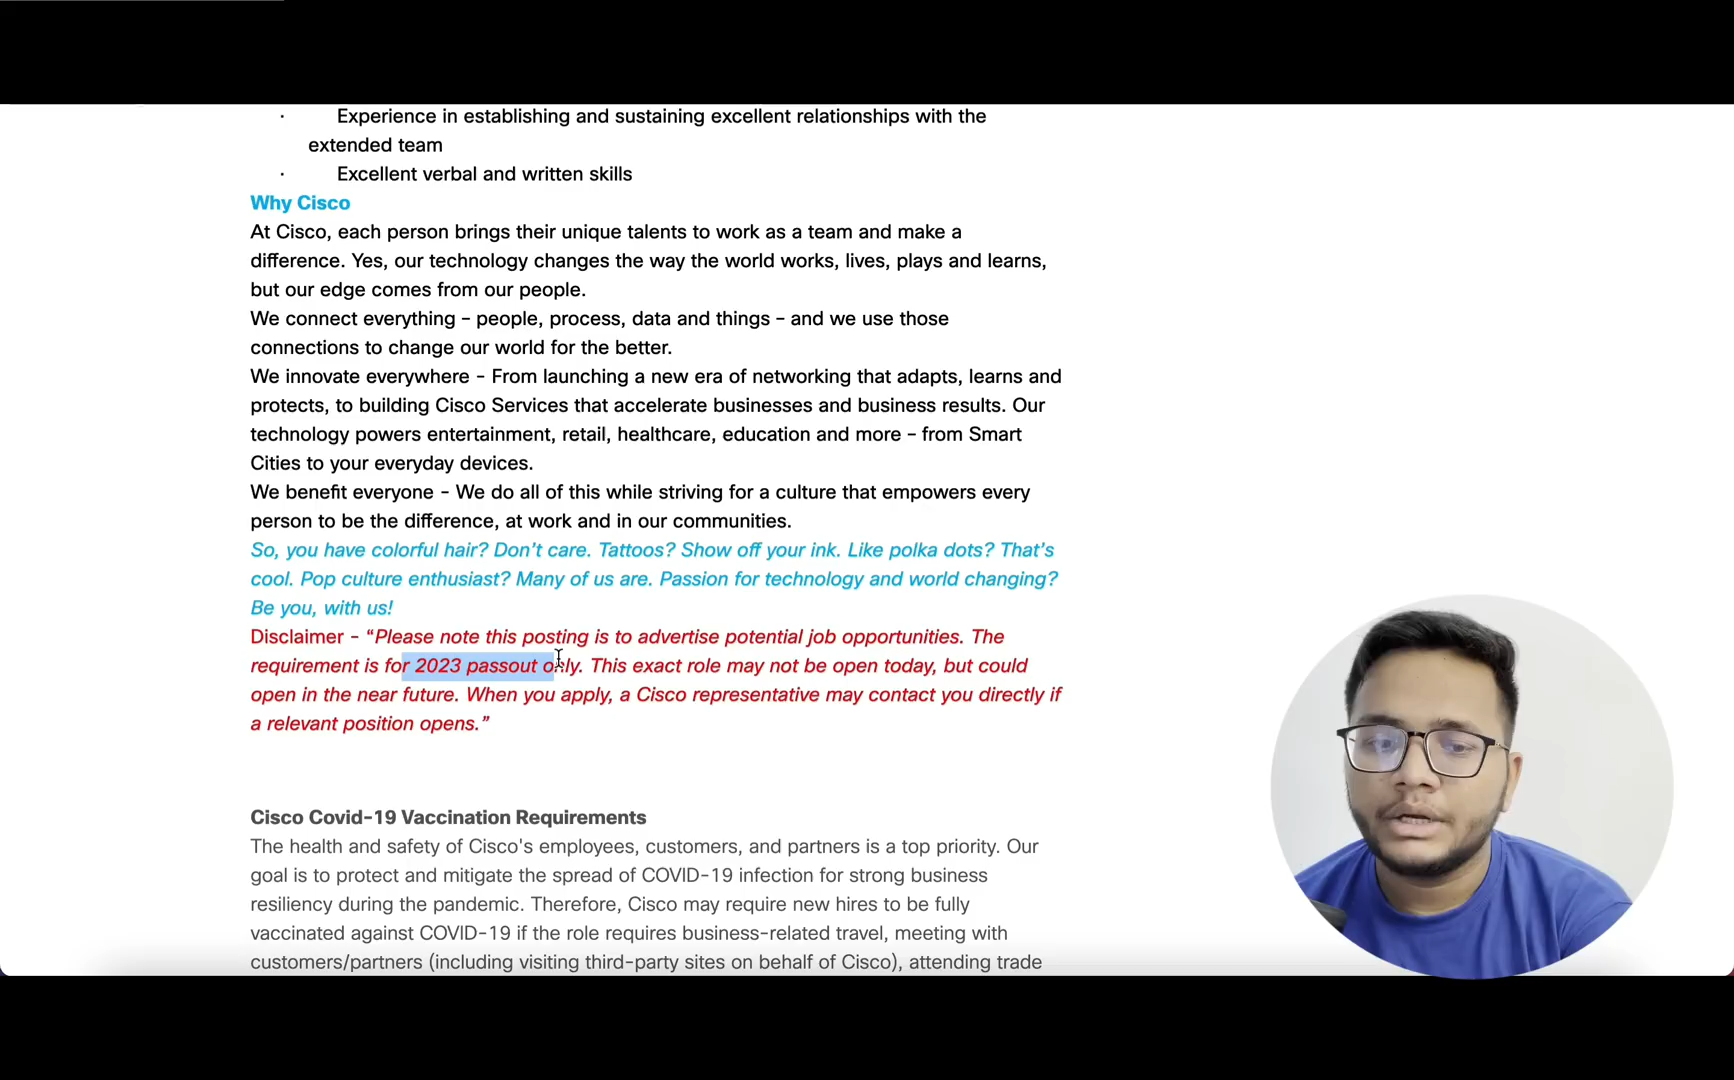 · Experience in establishing and sustaining excellent relationships with the
extended team
· Excellent verbal and written skills
Why Cisco
At Cisco, each person brings their unique talents to work as a team and make a
difference. Yes, our technology changes the way the world works, lives, plays and learns,
but our edge comes from our people.
We connect everything – people, process, data and things – and we use those
connections to change our world for the better.
We innovate everywhere - From launching a new era of networking that adapts, learns and
protects, to building Cisco Services that accelerate businesses and business results. Our
technology powers entertainment, retail, healthcare, education and more – from Smart
Cities to your everyday devices.
We benefit everyone - We do all of this while striving for a culture that empowers every
person to be the difference, at work and in our communities.
So, you have colorful hair? Don't care. Tattoos? Show off your ink. Like polka dots? That's
cool. Pop culture enthusiast? Many of us are. Passion for technology and world changing?
Be you, with us!
Disclaimer - “Please note this posting is to advertise potential job opportunities. The
requirement is for 2023 passout only. This exact role may not be open today, but could
open in the near future. When you apply, a Cisco representative may contact you directly if
a relevant position opens.”
Cisco Covid-19 Vaccination Requirements
The health and safety of Cisco's employees, customers, and partners is a top priority. Our
goal is to protect and mitigate the spread of COVID-19 infection for strong business
resiliency during the pandemic. Therefore, Cisco may require new hires to be fully
vaccinated against COVID-19 if the role requires business-related travel, meeting with
customers/partners (including visiting third-party sites on behalf of Cisco), attending trade